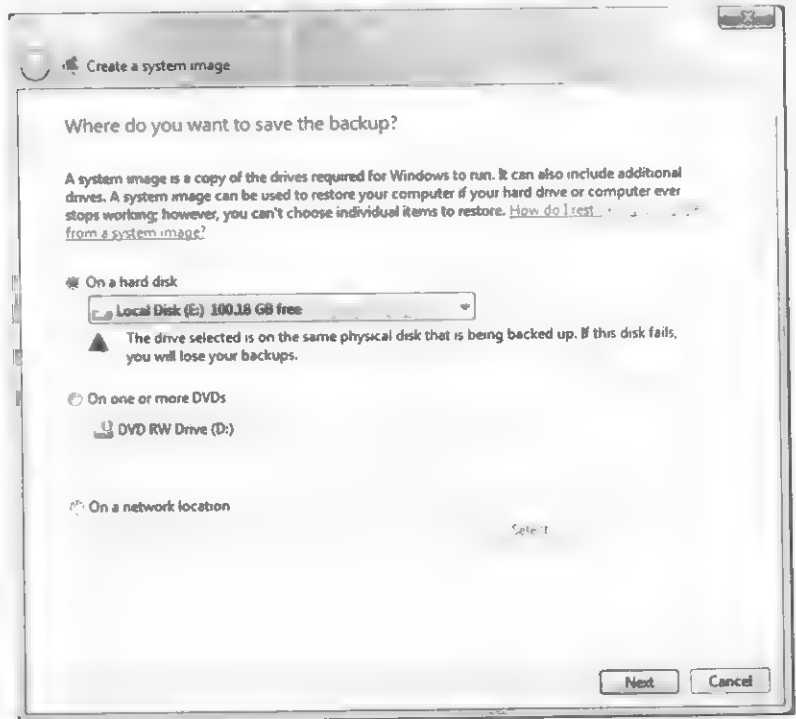 Create a system image
Where do you want to save the backup?
A system image is a copy of the drives required for Windows to run. It can also include additional
drives. A system image can be used to restore your computer if your hard drive or computer ever
stops working; however, you can't choose individual items to restore. How do I
from a system image?
On a hard disk
Local Disk (E:) 100.18 GB free
The drive selected is on the same physical disk that is being backed up. If this disk fails,
you will lose your backups.
On one or more DVDs
DVD RW Drive (D:)
On a network location
Select
Next
Cancel